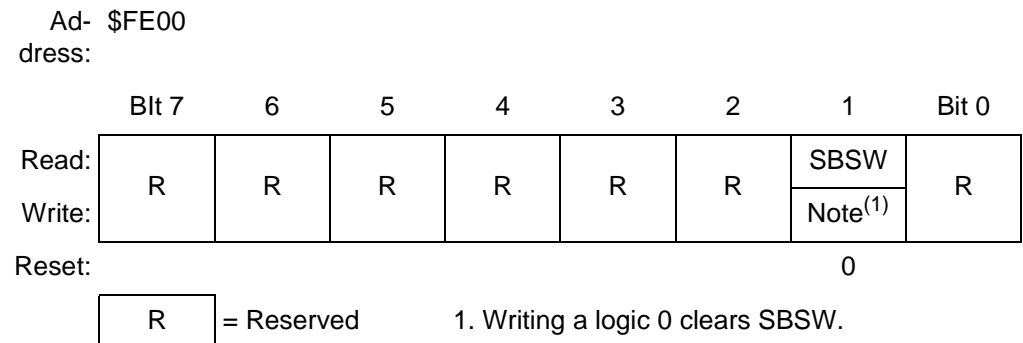 Ad- $FE00
dress:
BIt 7 6 5 4 3 2 1 Bit 0
Read: R R R R R R SBSW R
Write: Note(1)
Reset: 0
R = Reserved 1. Writing a logic 0 clears SBSW.